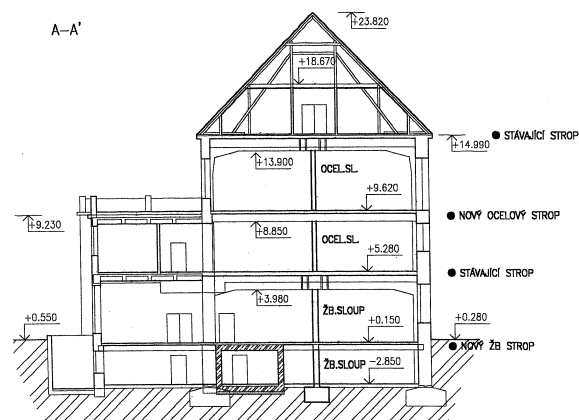 A-A'
+23.820
+18.670
STÁVAJÍCÍ STROP
+14.990
+13.900
OCEL.SL.
+9.620
NOVÝ OCELOVÝ STROP
+9.230
+8.850
OCEL.SL.
+5.280
STÁVAJÍCÍ STROP
+3.980
ŽB.SLOUP
+0.550
+0.150
+0.280
NOVÝ ŽB STROP
ŽB.SLOUP
-2.850